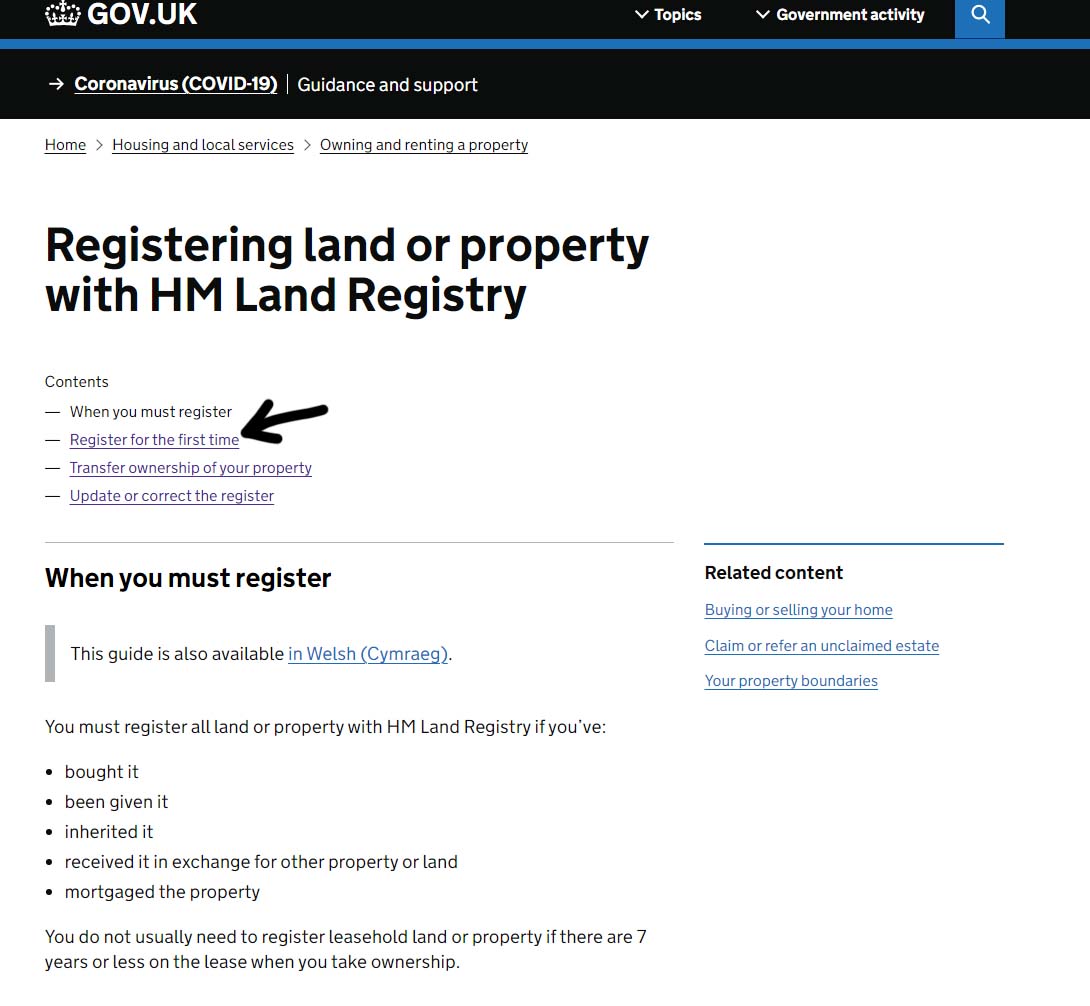 GOV.UK
Topics
Government activity
→ Coronavirus (COVID-19) | Guidance and support
Home > Housing and local services > Owning and renting a property
Registering land or property
with HM Land Registry
Contents
— When you must register
— Register for the first time
— Transfer ownership of your property
— Update or correct the register
When you must register
This guide is also available in Welsh (Cymraeg).
You must register all land or property with HM Land Registry if you’ve:
• bought it
• been given it
• inherited it
• received it in exchange for other property or land
• mortgaged the property
You do not usually need to register leasehold land or property if there are 7
years or less on the lease when you take ownership.
Related content
Buying or selling your home
Claim or refer an unclaimed estate
Your property boundaries